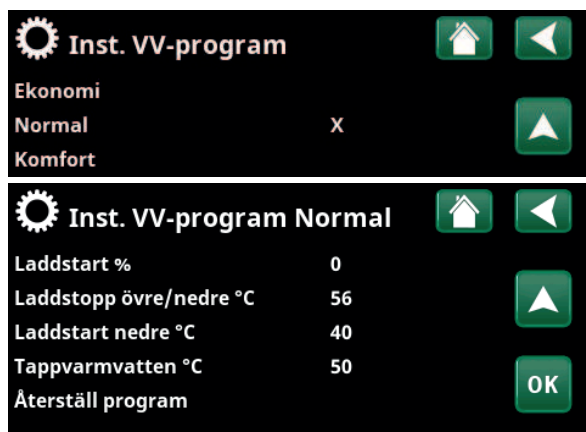 Inst. VV-program
Ekonomi
Normal X
Komfort
Inst. VV-program Normal
Laddstart % 0
Laddstopp övre/nedre °C 56
Laddstart nedre °C 40
Tappvarmvatten °C 50
Återställ program
OK